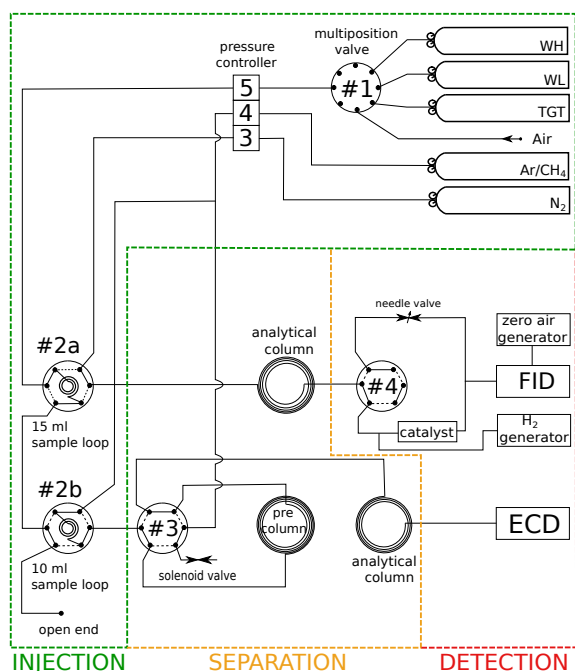 multiposition
valve
pressure
controller
WH
WL
TGT
Air
Ar/CH4
N2
#1
5
4
3
#2a
15 ml
sample loop
analytical
column
needle valve
#4
catalyst
zero air
generator
FID
H2
generator
#2b
10 ml
sample loop
open end
#3
solenoid valve
pre
column
analytical
column
ECD
INJECTION
SEPARATION
DETECTION